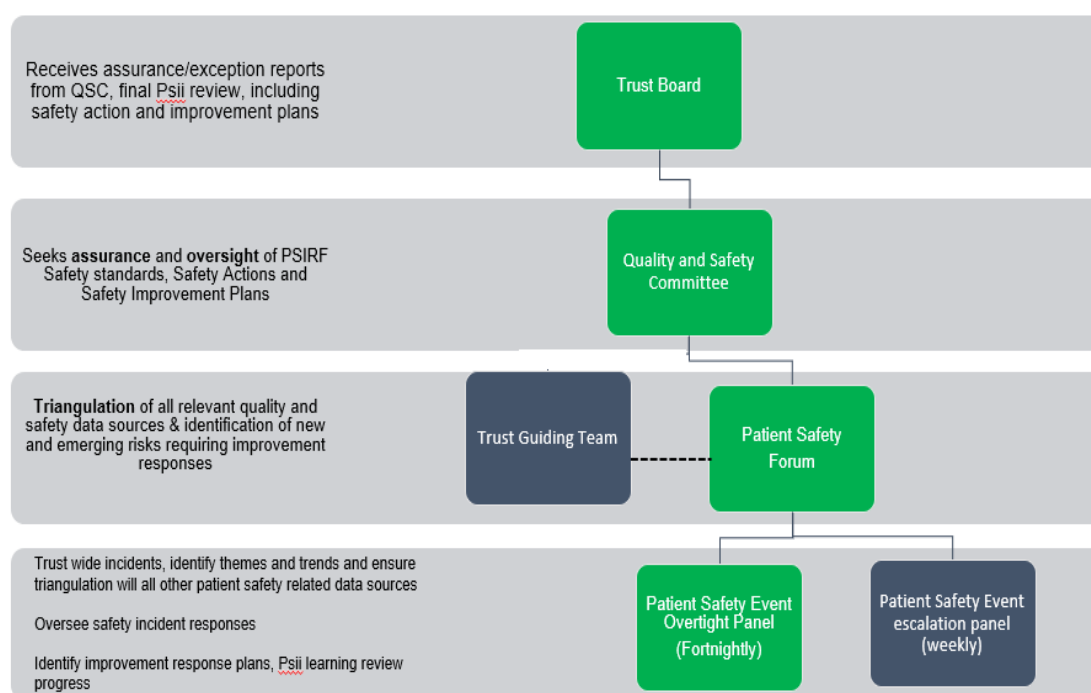 Receives assurance/exception reports
from QSC, final Psii review, including
safety action and improvement plans
Trust Board
Seeks assurance and oversight of PSIRF
Safety standards, Safety Actions and
Safety Improvement Plans
Quality and Safety
Committee
Triangulation of all relevant quality and
safety data sources & identification of new
and emerging risks requiring improvement
responses
Trust Guiding Team
Patient Safety
Forum
Trust wide incidents, identify themes and trends and ensure
triangulation will all other patient safety related data sources
Oversee safety incident responses
Identify improvement response plans, Psii learning review
progress
Patient Safety Event
Overtight Panel
(Fortnightly)
Patient Safety Event
escalation panel
(weekly)